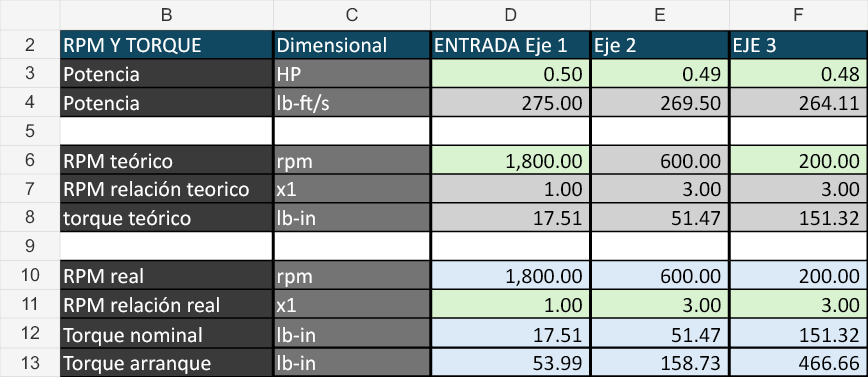 B C D E F
2 RPM Y TORQUE Dimensional ENTRADA Eje 1 Eje 2 EJE 3
3 Potencia HP 0.50 0.49 0.48
4 Potencia lb-ft/s 275.00 269.50 264.11
5
6 RPM teórico rpm 1,800.00 600.00 200.00
7 RPM relación teorico x1 1.00 3.00 3.00
8 torque teórico lb-in 17.51 51.47 151.32
9
10 RPM real rpm 1,800.00 600.00 200.00
11 RPM relación real x1 1.00 3.00 3.00
12 Torque nominal lb-in 17.51 51.47 151.32
13 Torque arranque lb-in 53.99 158.73 466.66